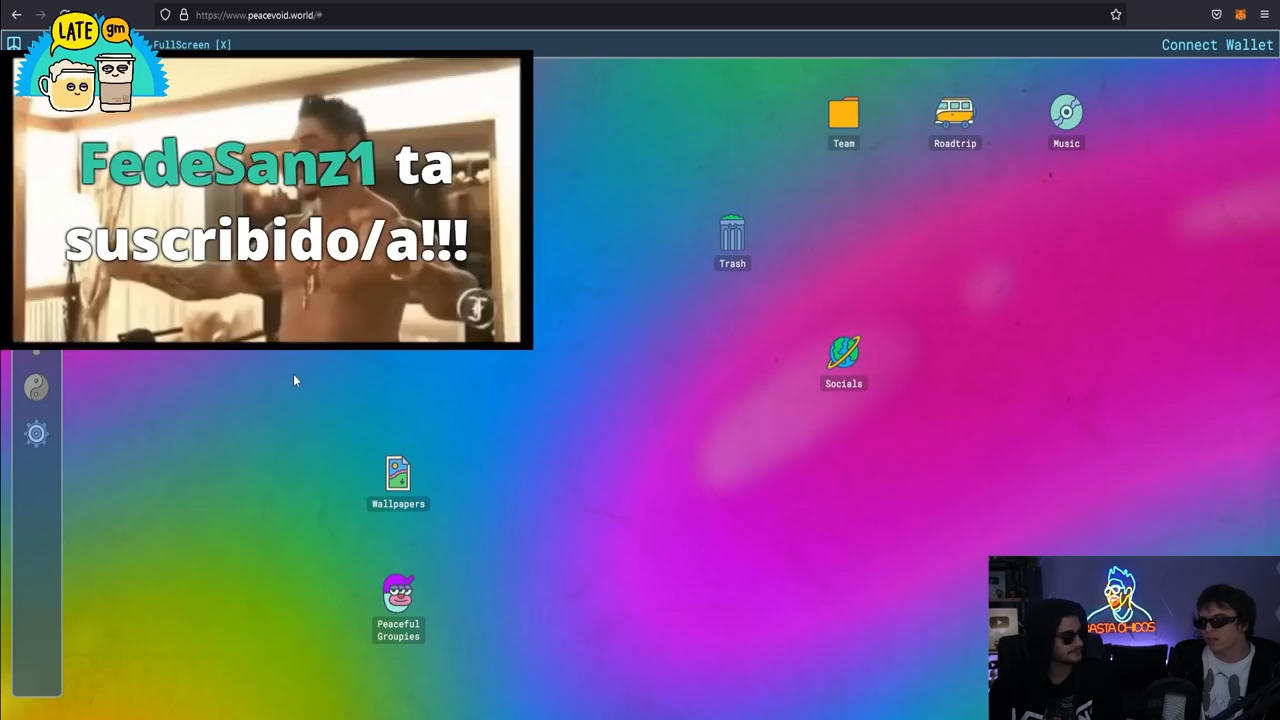 https://www.peacevoid.world/#
FullScreen [X]
Connect Wallet
LATE gm
FedeSanz1 ta
suscribido/a!!!
Team
Roadtrip
Music
Trash
Socials
Wallpapers
Peaceful
Groupies
BASTA CHICOS